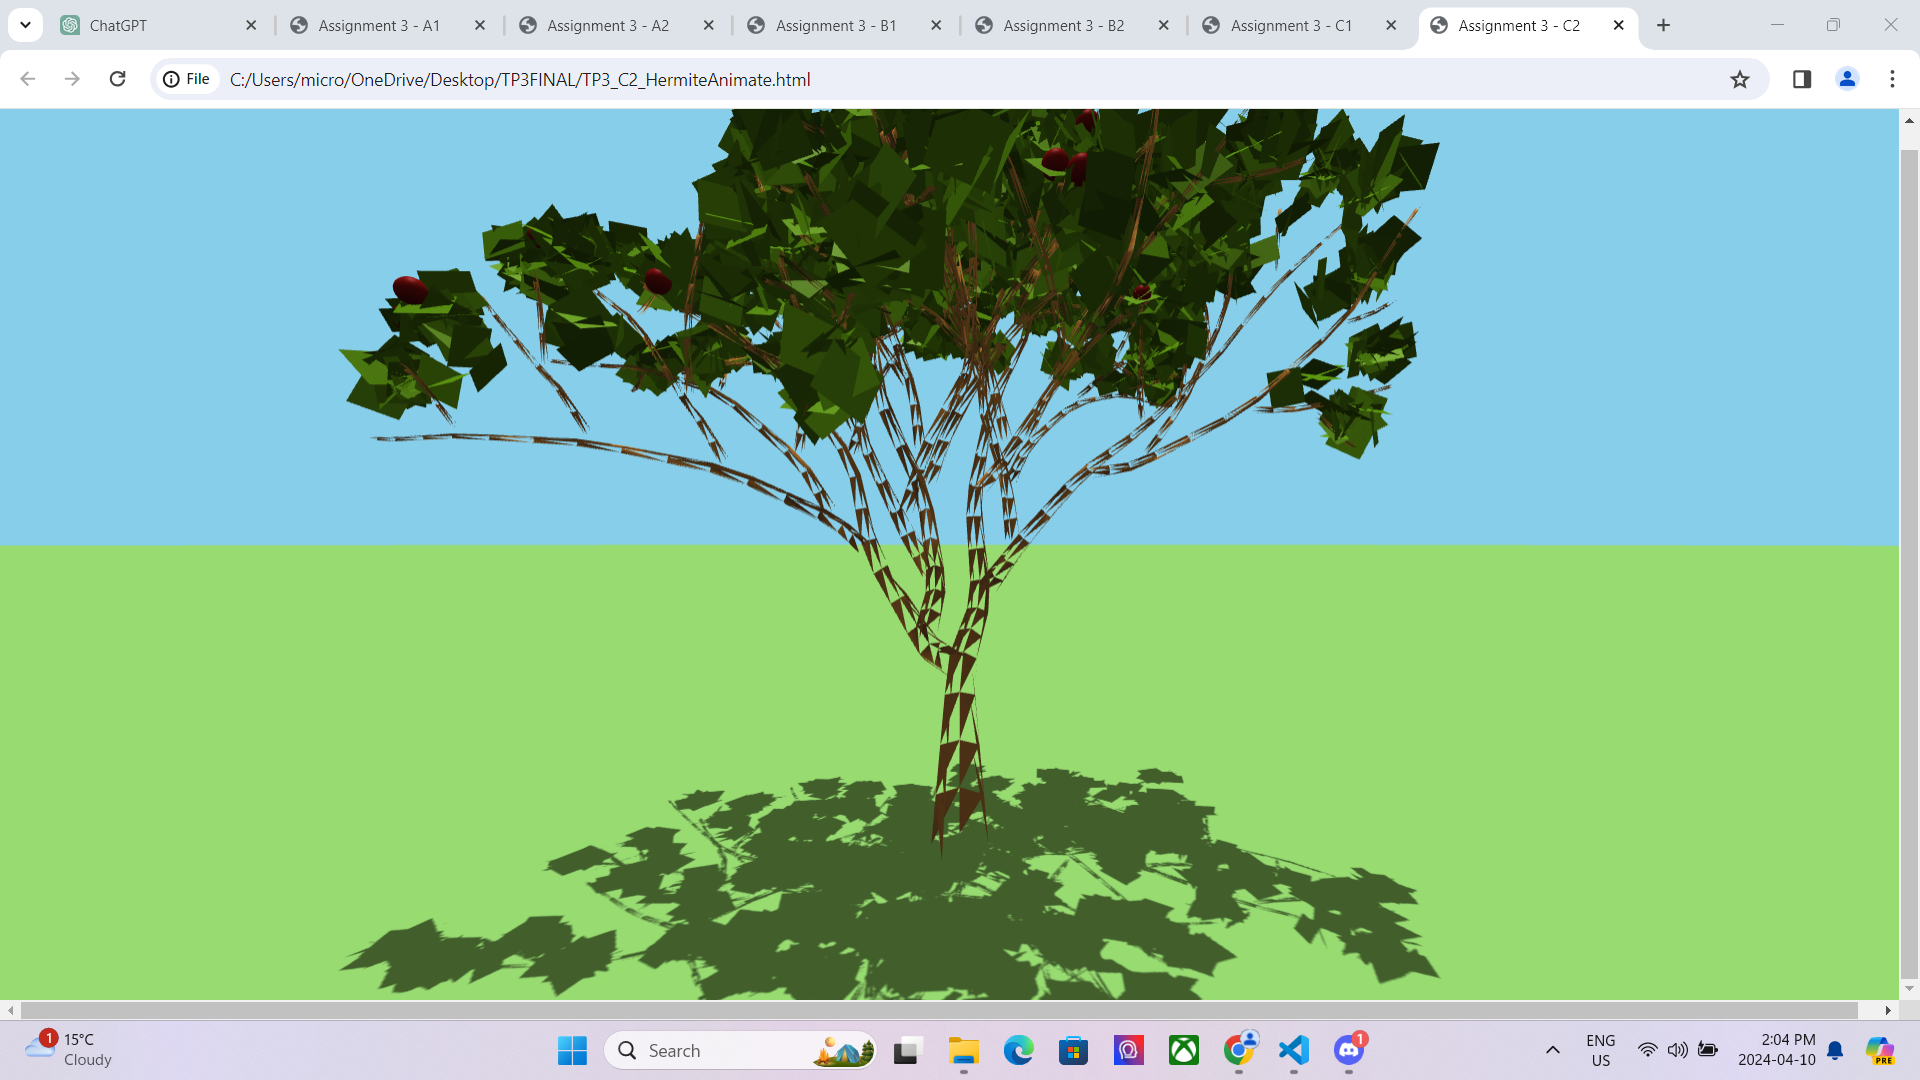 ChatGPT
Assignment 3 - A1
Assignment 3 - A2
Assignment 3 - B1
Assignment 3 - B2
Assignment 3 - C1
Assignment 3 - C2
File C:/Users/micro/OneDrive/Desktop/TP3FINAL/TP3_C2_HermiteAnimate.html
1 15°C
Cloudy
Search
1
ENG
US
2:04 PM
2024-04-10
PRE